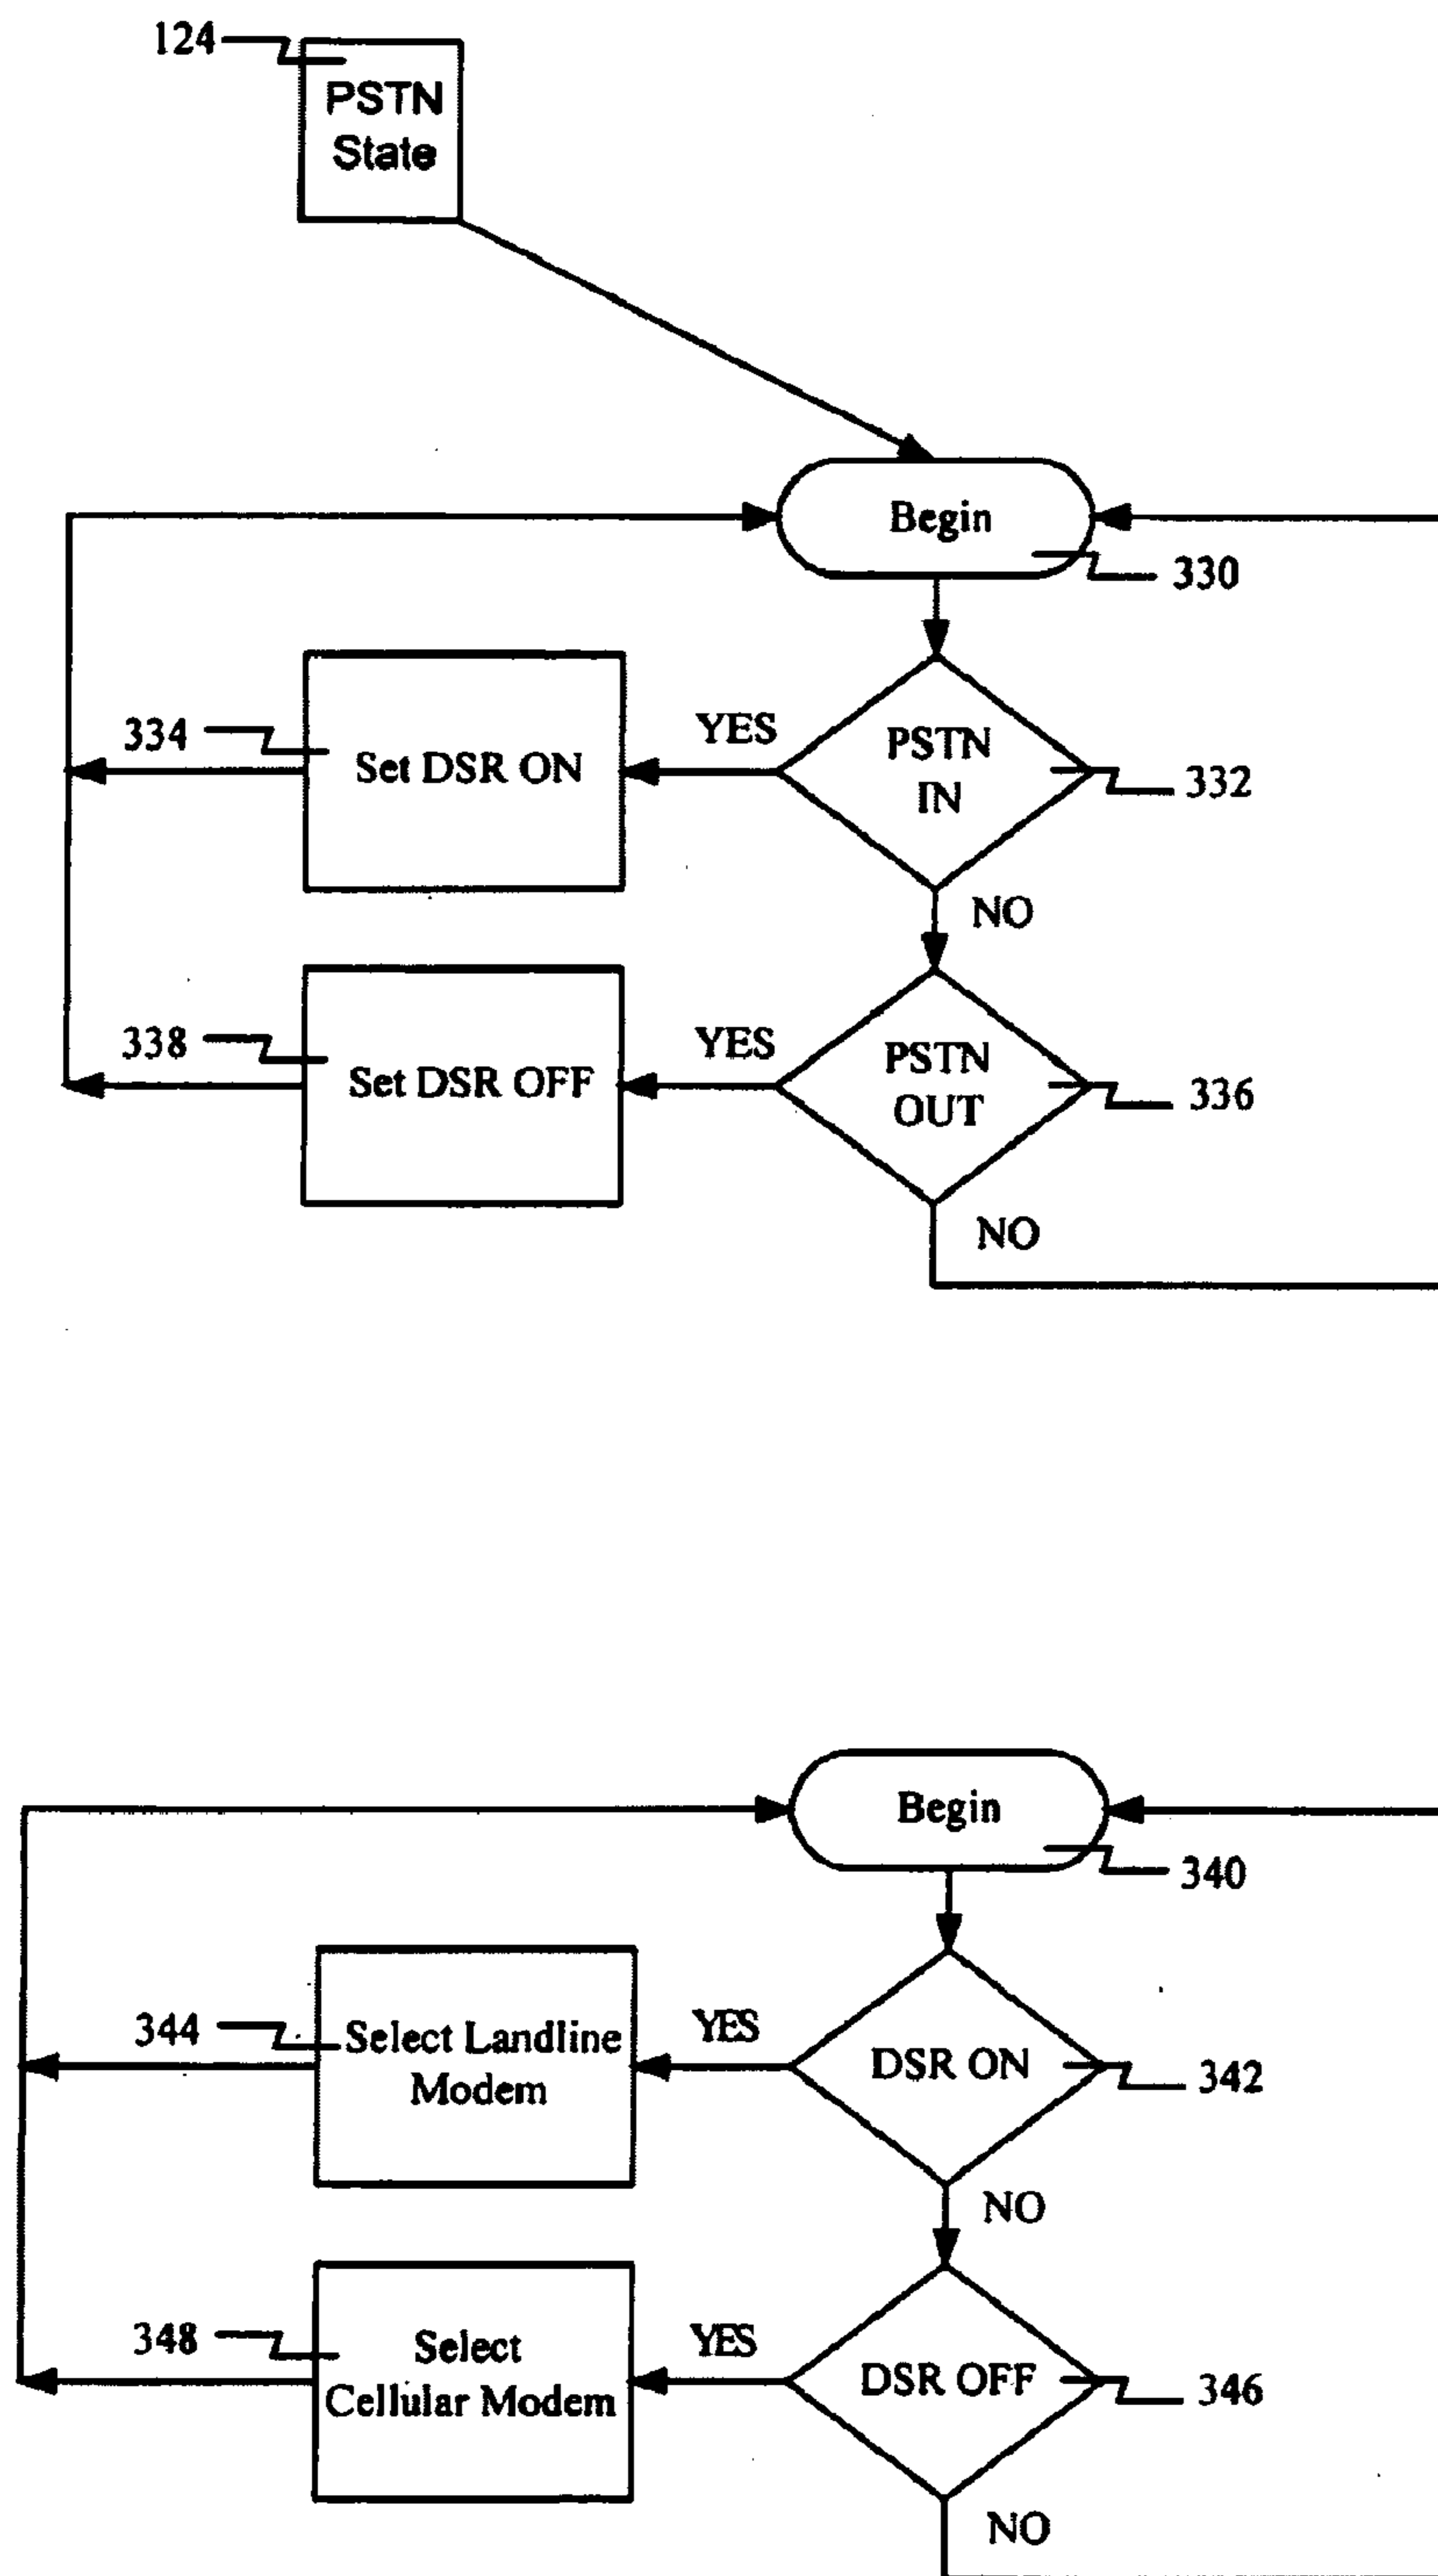 124
PSTN
State
Begin
330
334
Set DSR ON
YES
PSTN
IN
332
NO
338
Set DSR OFF
YES
PSTN
OUT
336
NO
Begin
340
344
Select Landline
Modem
YES
DSR ON
342
NO
348
Select
Cellular Modem
YES
DSR OFF
346
NO